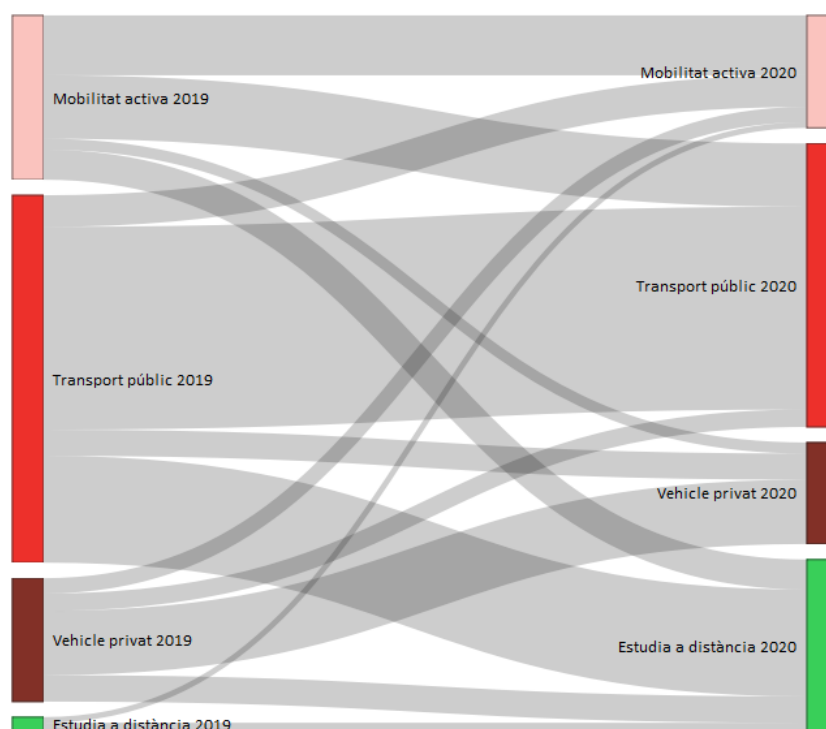 Mobilitat activa 2019
Transport públic 2019
Vehicle privat 2019
Estudia a distància 2019
Mobilitat activa 2020
Transport públic 2020
Vehicle privat 2020
Estudia a distància 2020